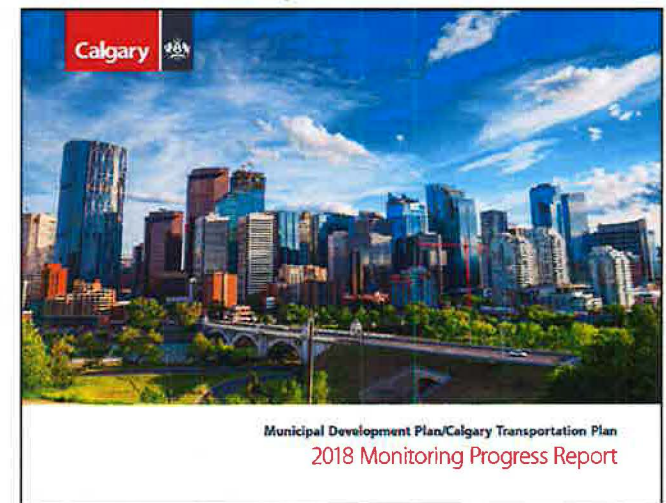 Calgary
Municipal Development Plan/Calgary Transportation Plan
2018 Monitoring Progress Report